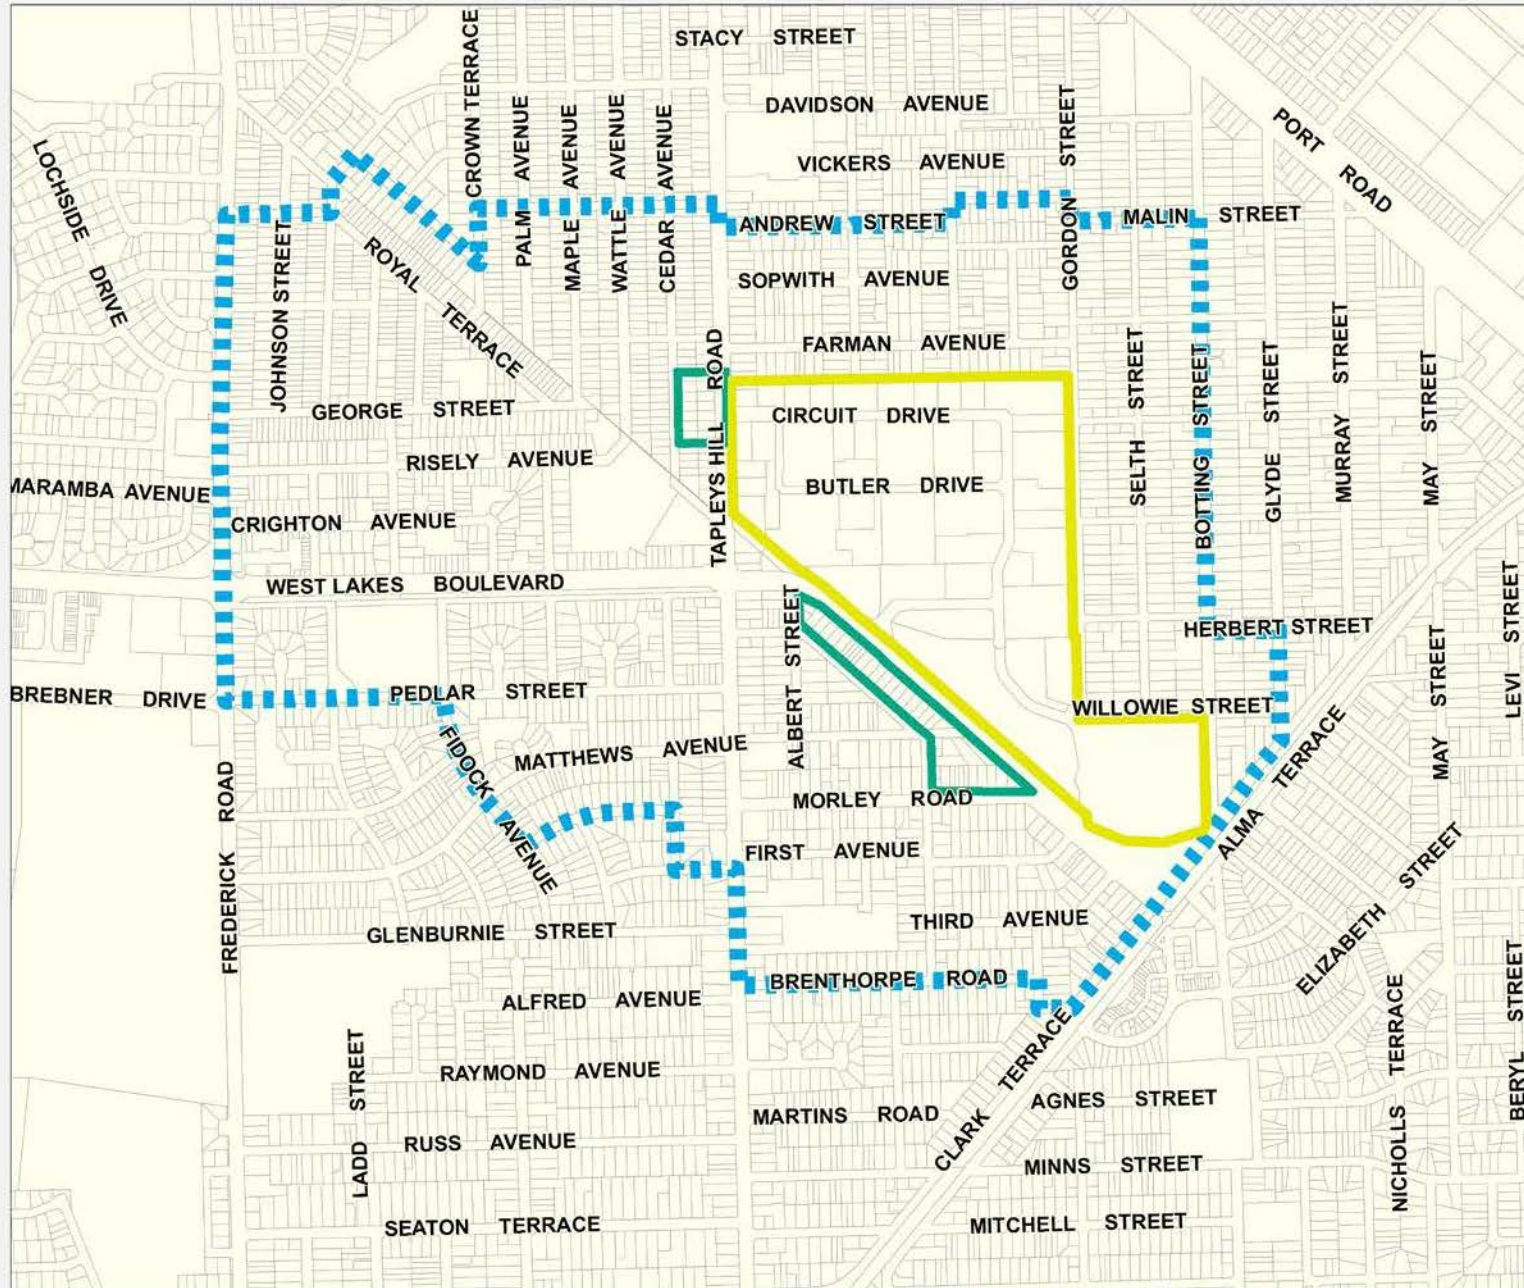 STACY STREET
CROWN TERRACE
PALM AVENUE
MAPLE AVENUE
WATTLE AVENUE
CEDAR AVENUE
DAVIDSON AVENUE
VICKERS AVENUE
GORDON STREET
PORT ROAD
LOCHSIDE DRIVE
JOHNSON STREET
ROYAL TERRACE
ANDREW STREET
MALIN STREET
SOPWITH AVENUE
FARMAN AVENUE
TAPLEYS HILL ROAD
CIRCUIT DRIVE
BUTLER DRIVE
SELTH STREET
BOTTING STREET
GLYDE STREET
MURRAY STREET
MAY STREET
GEORGE STREET
RISELY AVENUE
MARAMBA AVENUE
CRIGHTON AVENUE
WEST LAKES BOULEVARD
ALBERT STREET
HERBERT STREET
LEVI STREET
MAY STREET
BREBNER DRIVE
PEDLAR STREET
WILLOWIE STREET
FIDOCK AVENUE
MATTHEWS AVENUE
MORLEY ROAD
FREDERICK ROAD
ALMA TERRACE
FIRST AVENUE
ELIZABETH STREET
GLENBURNIE STREET
THIRD AVENUE
BRENTHORPE ROAD
ALFRED AVENUE
LADD STREET
RAYMOND AVENUE
CLARK TERRACE
NICHOLLS TERRACE
BERYL STREET
MARTINS ROAD
AGNES STREET
RUSS AVENUE
MINNS STREET
SEATON TERRACE
MITCHELL STREET